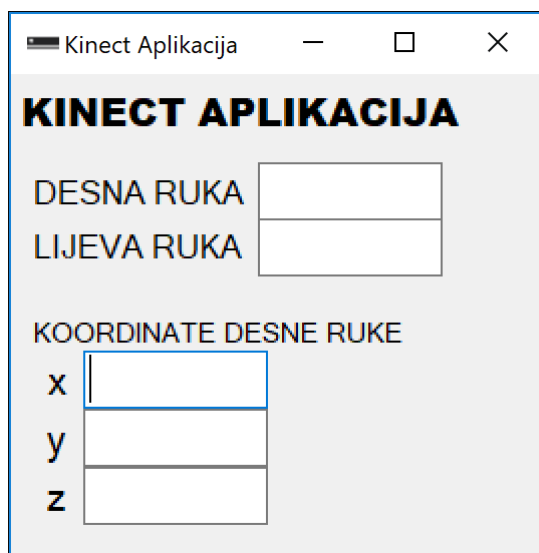 Kinect Aplikacija
KINECT APLIKACIJA
DESNA RUKA
LIJEVA RUKA
KOORDINATE DESNE RUKE
x
y
z